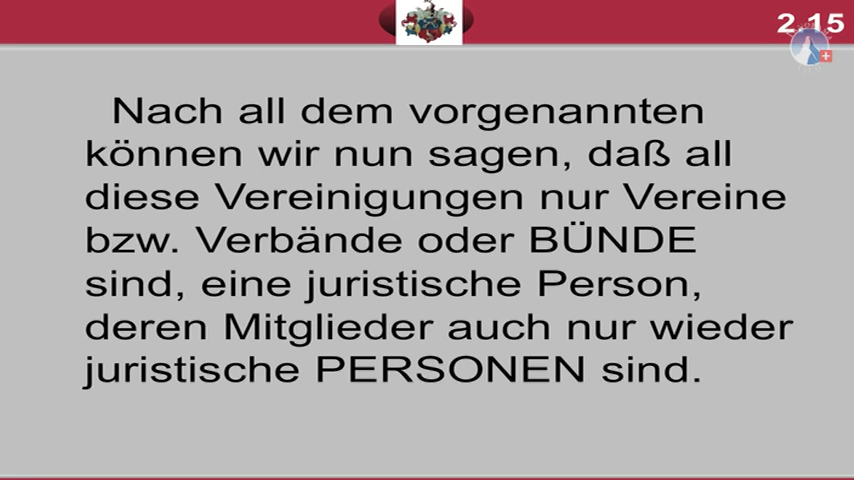 2.15
Nach all dem vorgenannten
können wir nun sagen, daß all
diese Vereinigungen nur Vereine
bzw. Verbände oder BÜNDE
sind, eine juristische Person,
deren Mitglieder auch nur wieder
juristische PERSONEN sind.